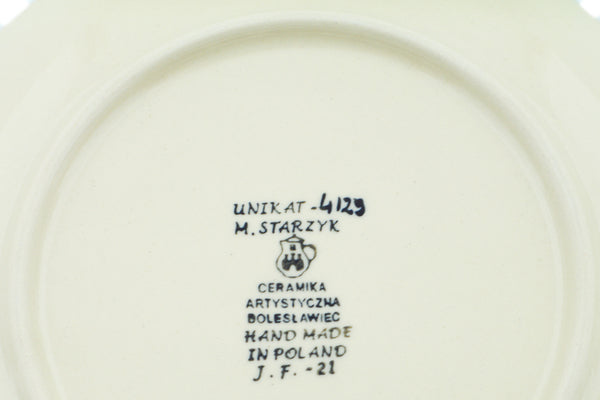 UNIKAT - 4129
M. STARZYK
CERAMIKA
ARTYSTYCZNA
BOLESŁAWIEC
HAND MADE
IN POLAND
J. F. - 21